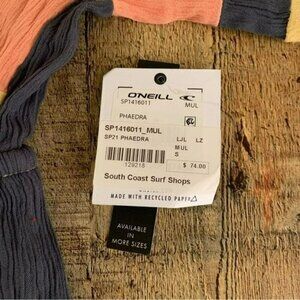 O'NEILL
SP1416011 MUL
PHAEDRA
SP1416011_MUL
SP21 PHAEDRA LJL LZ
MUL
S
129218 $ 74.00
South Coast Surf Shops
MADE WITH RECYCLED PAPER
AVAILABLE
IN
MORE SIZES